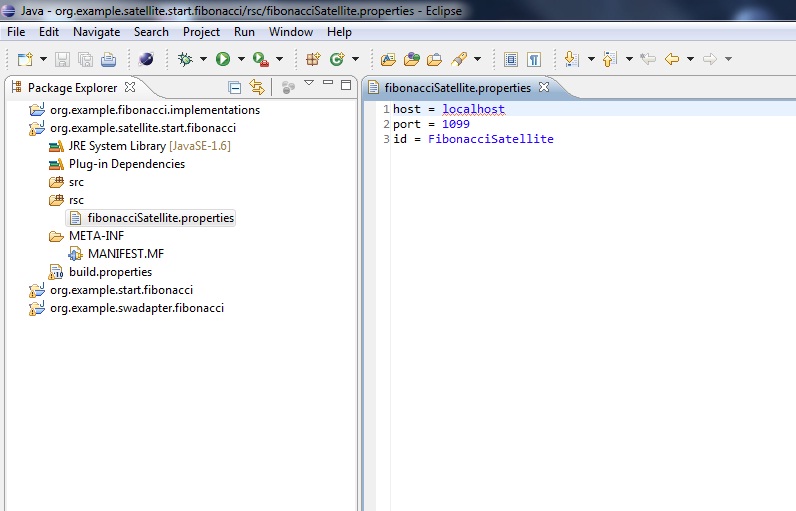 Java - org.example.satellite.start.fibonacci/rsc/fibonacciSatellite.properties - Eclipse
File Edit Navigate Search Project Run Window Help
Package Explorer
org.example.fibonacci.implementations
org.example.satellite.start.fibonacci
JRE System Library [JavaSE-1.6]
Plug-in Dependencies
src
rsc
fibonacciSatellite.properties
META-INF
MANIFEST.MF
build.properties
org.example.start.fibonacci
org.example.swadapter.fibonacci
fibonacciSatellite.properties
1 host = localhost
2 port = 1099
3 id = FibonacciSatellite